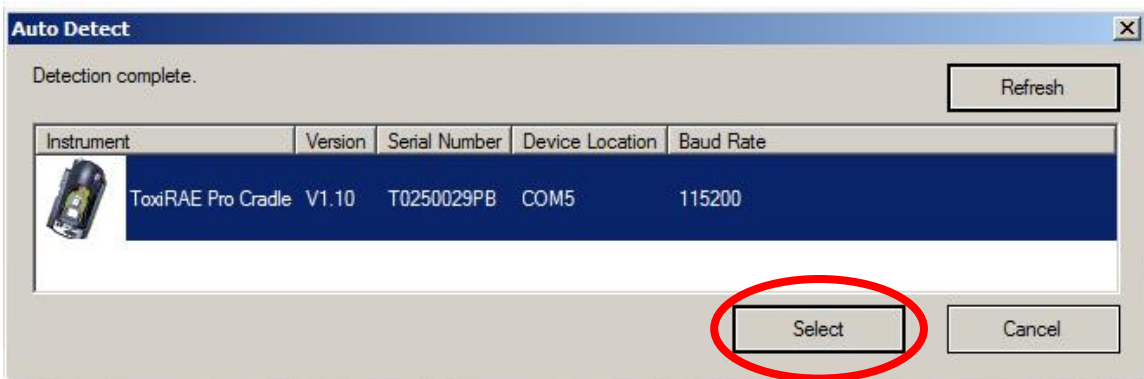 Auto Detect
Detection complete.
Refresh
Instrument Version Serial Number Device Location Baud Rate
ToxiRAE Pro Cradle V1.10 T0250029PB COM5 115200
Select Cancel